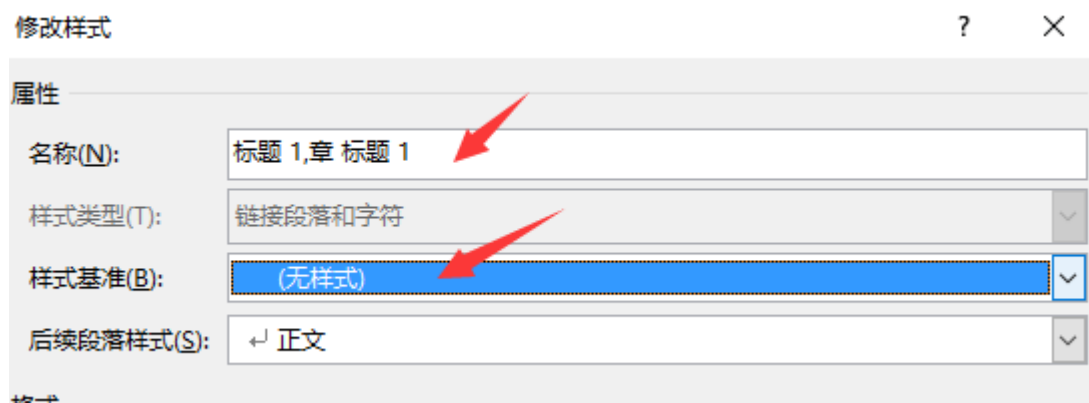 修改样式 ?
属性
名称(N): 标题 1,章 标题 1
样式类型(T): 链接段落和字符
样式基准(B): (无样式)
后续段落样式(S): ↵ 正文
格式